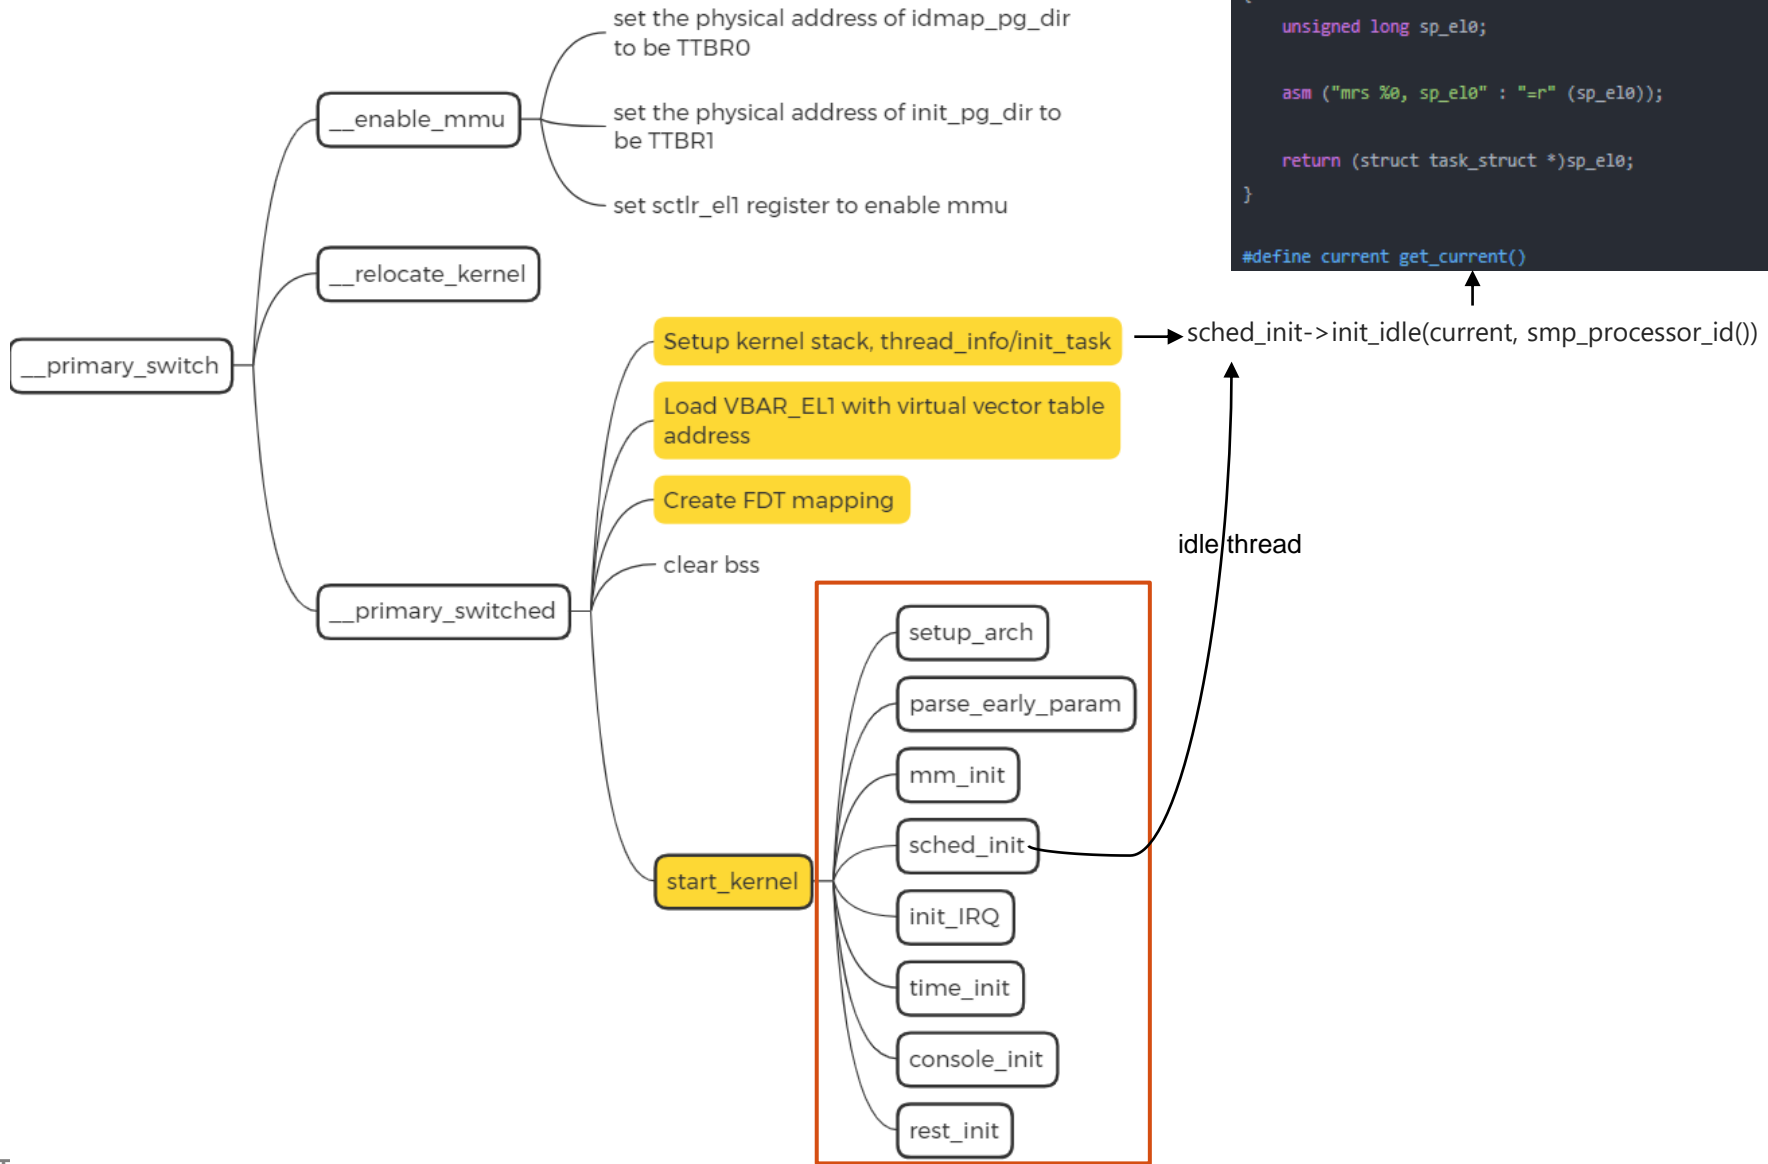 set the physical address of idmap_pg_dir
to be TTBR0
__enable_mmu
set the physical address of init_pg_dir to
be TTBR1
set sctlr_el1 register to enable mmu
__relocate_kernel
__primary_switch
Setup kernel stack, thread_info/init_task
Load VBAR_EL1 with virtual vector table
address
Create FDT mapping
clear bss
__primary_switched
start_kernel
setup_arch
parse_early_param
mm_init
sched_init
init_IRQ
time_init
console_init
rest_init
{
unsigned long sp_el0;
asm ("mrs %0, sp_el0" : "=r" (sp_el0));
return (struct task_struct *)sp_el0;
}
#define current get_current()
sched_init->init_idle(current, smp_processor_id())
idle thread